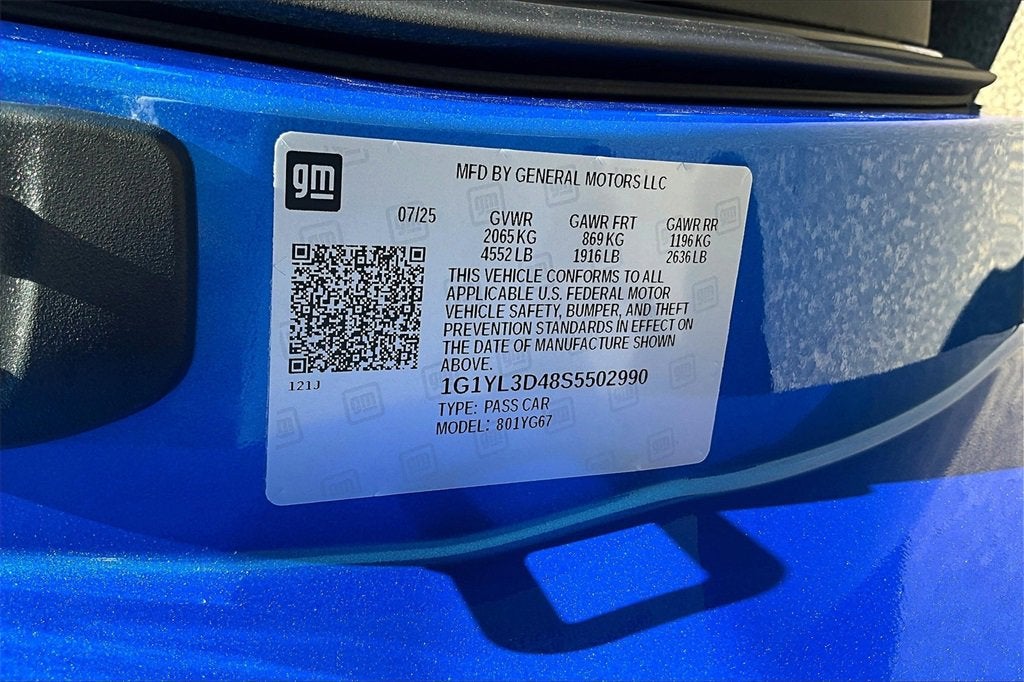 gm
MFD BY GENERAL MOTORS LLC
07/25 GVWR GAWR FRT GAWR RR
2065 KG 869 KG 1196 KG
4552 LB 1916 LB 2636 LB
THIS VEHICLE CONFORMS TO ALL
APPLICABLE U.S. FEDERAL MOTOR
VEHICLE SAFETY, BUMPER, AND THEFT
PREVENTION STANDARDS IN EFFECT ON
THE DATE OF MANUFACTURE SHOWN
ABOVE.
121J
1G1YL3D48S5502990
TYPE: PASS CAR
MODEL: 801YG67